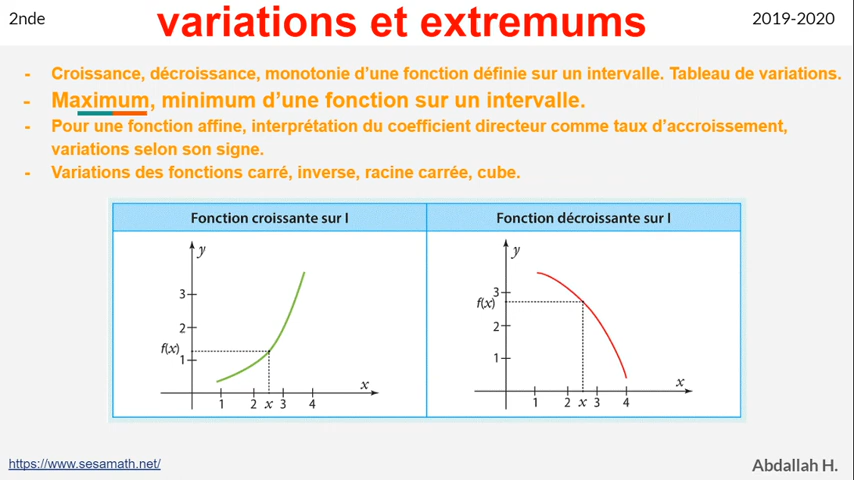 2nde
variations et extremums
2019-2020
- Croissance, décroissance, monotonie d'une fonction définie sur un intervalle. Tableau de variations.
- Maximum, minimum d'une fonction sur un intervalle.
- Pour une fonction affine, interprétation du coefficient directeur comme taux d'accroissement,
variations selon son signe.
- Variations des fonctions carré, inverse, racine carrée, cube.
Fonction croissante sur I
y
3
2
f(x)
1
x
1 2 x 3 4
Fonction décroissante sur I
y
3
f(x)
2
1
x
1 2 x 3 4
https://www.sesamath.net/
Abdallah H.